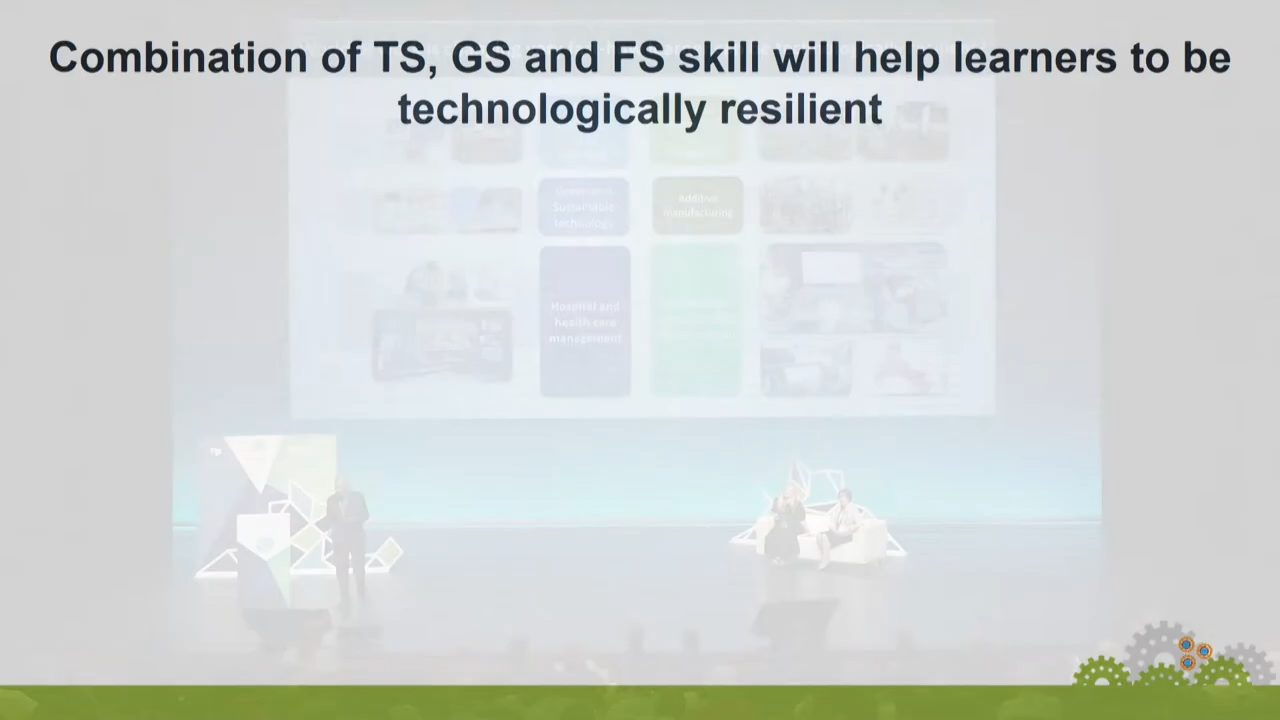 Combination of TS, GS and FS skill will help learners to be
technologically resilient
Sustainable
technology
Additive
manufacturing
Hospital and
health care
management